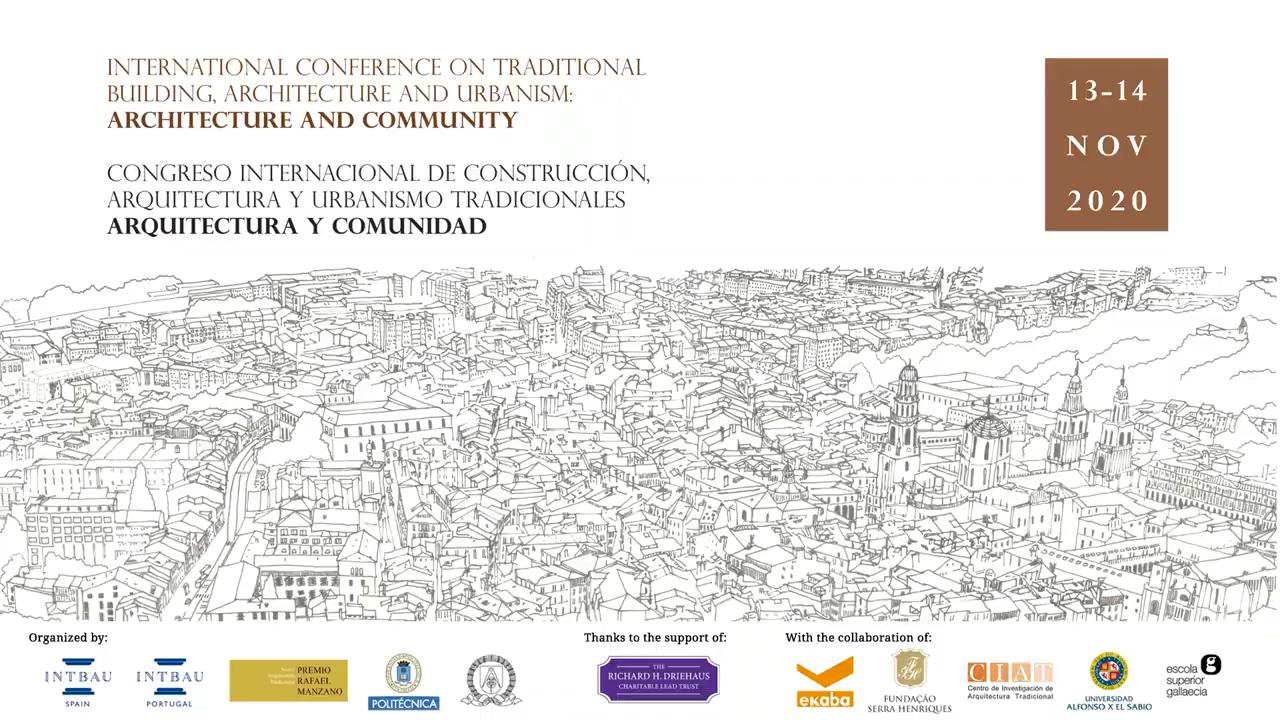 INTERNATIONAL CONFERENCE ON TRADITIONAL
BUILDING, ARCHITECTURE AND URBANISM:
ARCHITECTURE AND COMMUNITY
CONGRESO INTERNACIONAL DE CONSTRUCCIÓN,
ARQUITECTURA Y URBANISMO TRADICIONALES
ARQUITECTURA Y COMUNIDAD
13-14
NOV
2020
Organized by:
INTBAU
SPAIN
INTBAU
PORTUGAL
PREMIO
RAFAEL
MANZANO
POLITÉCNICA
Thanks to the support of:
THE
RICHARD H. DRIEHAUS
CHARITABLE LEAD TRUST
With the collaboration of:
ekaba
FUNDAÇÃO
SERRA HENRIQUES
CIAT
Centro de Investigación de
Arquitectura Tradicional
UNIVERSIDAD
ALFONSO X EL SABIO
escola
superior
gallaecia
g